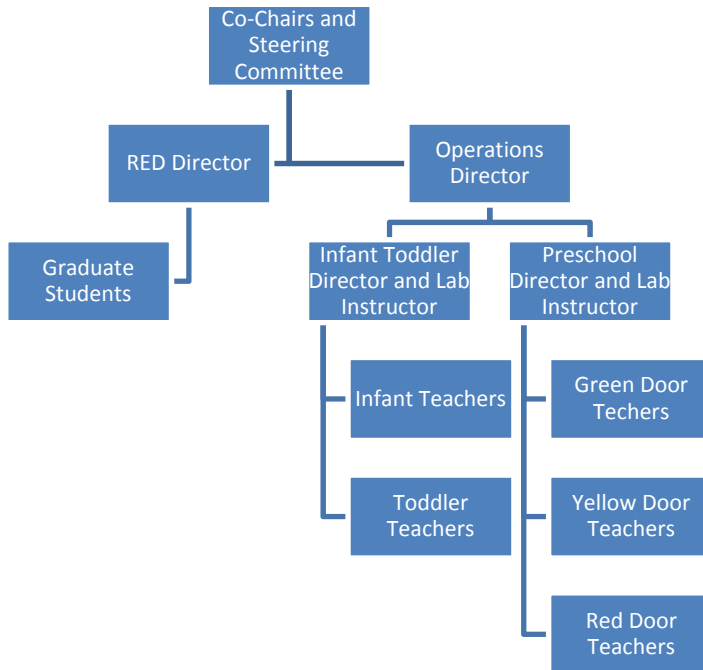 Co-Chairs and
Steering
Committee
RED Director
Operations
Director
Graduate
Students
Infant Toddler
Director and Lab
Instructor
Preschool
Director and Lab
Instructor
Infant Teachers
Toddler
Teachers
Green Door
Techers
Yellow Door
Teachers
Red Door
Teachers